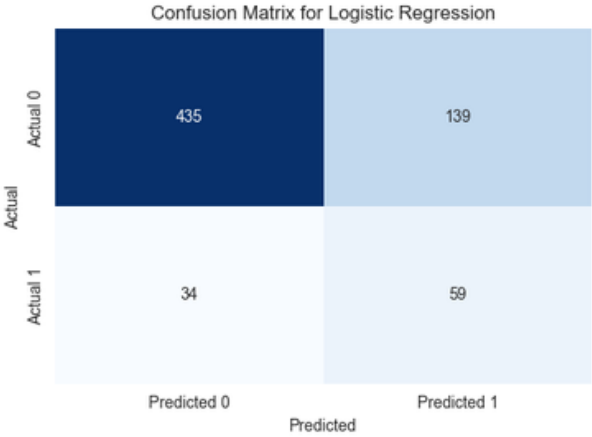 Confusion Matrix for Logistic Regression
Actual
Actual 0
435
139
Actual 1
34
59
Predicted 0
Predicted 1
Predicted